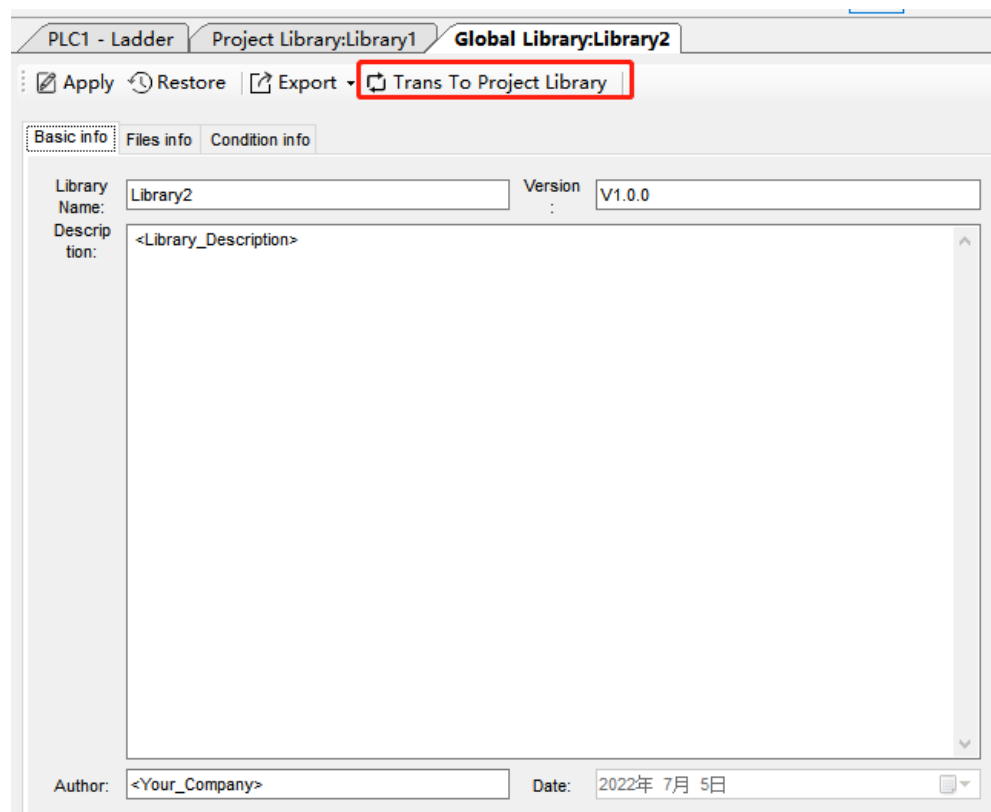 PLC1 - Ladder Project Library:Library1 Global Library:Library2
Apply Restore Export Trans To Project Library
Basic info Files info Condition info
Library Name: Library2 Version : V1.0.0
Descrip
tion:
<Library_Description>
Author: <Your_Company> Date: 2022年 7月 5日